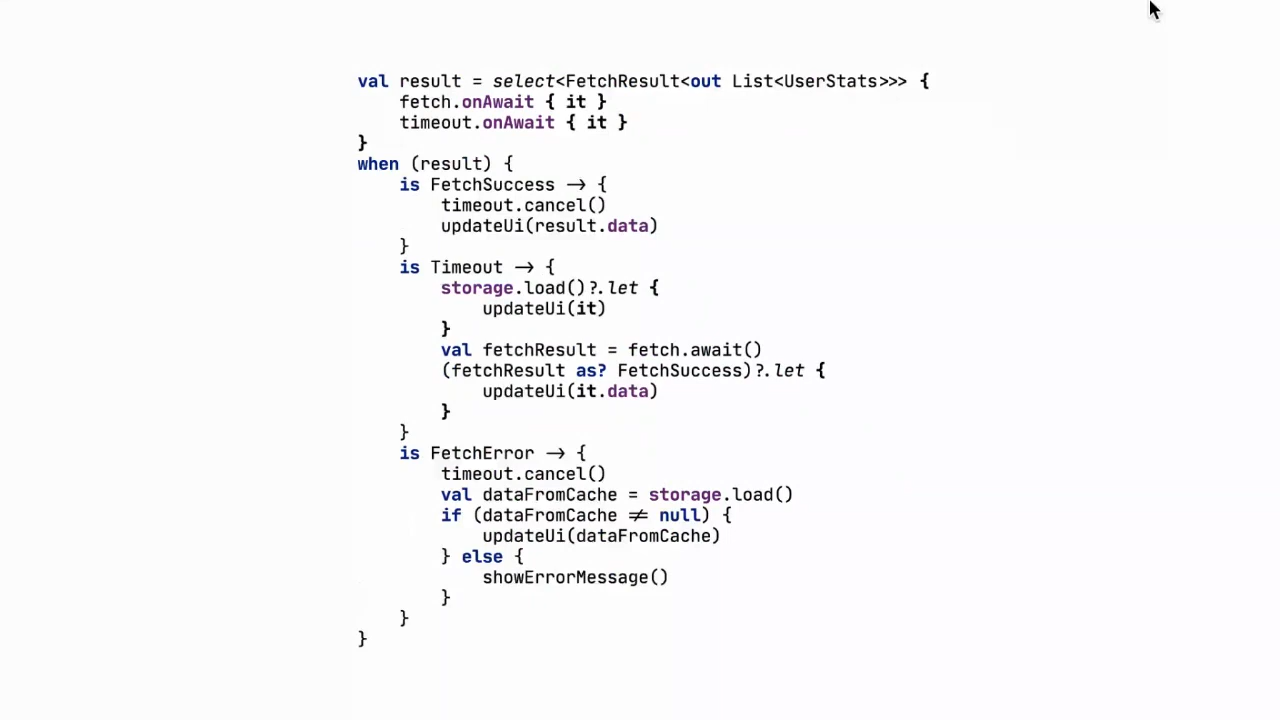 val result = select<FetchResult<out List<UserStats>>> {
    fetch.onAwait { it }
    timeout.onAwait { it }
}
when (result) {
    is FetchSuccess -> {
        timeout.cancel()
        updateUi(result.data)
    }
    is Timeout -> {
        storage.load()?.let {
            updateUi(it)
        }
        val fetchResult = fetch.await()
        (fetchResult as? FetchSuccess)?.let {
            updateUi(it.data)
        }
    }
    is FetchError -> {
        timeout.cancel()
        val dataFromCache = storage.load()
        if (dataFromCache ≠ null) {
            updateUi(dataFromCache)
        } else {
            showErrorMessage()
        }
    }
}